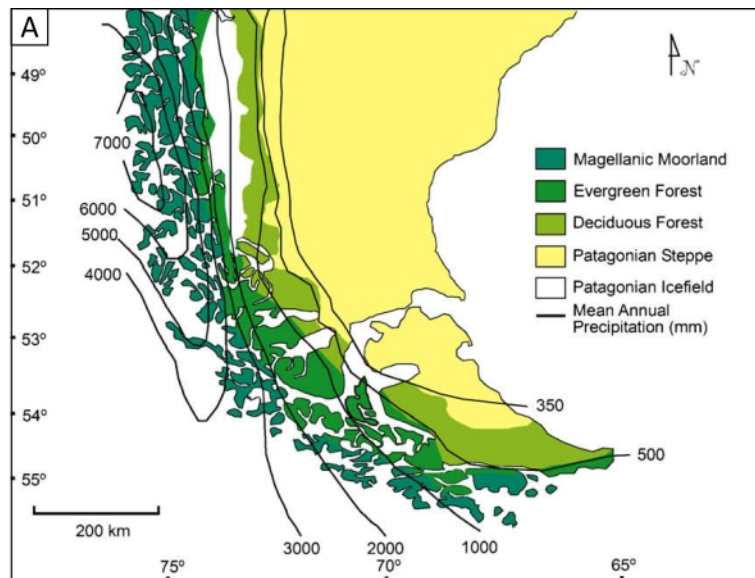 A
N
49º
50º
51º
52º
53º
54º
55º
7000
6000
5000
4000
Magellanic Moorland
Evergreen Forest
Deciduous Forest
Patagonian Steppe
Patagonian Icefield
Mean Annual
Precipitation (mm)
350
500
200 km
3000
2000
1000
75º
70º
65º